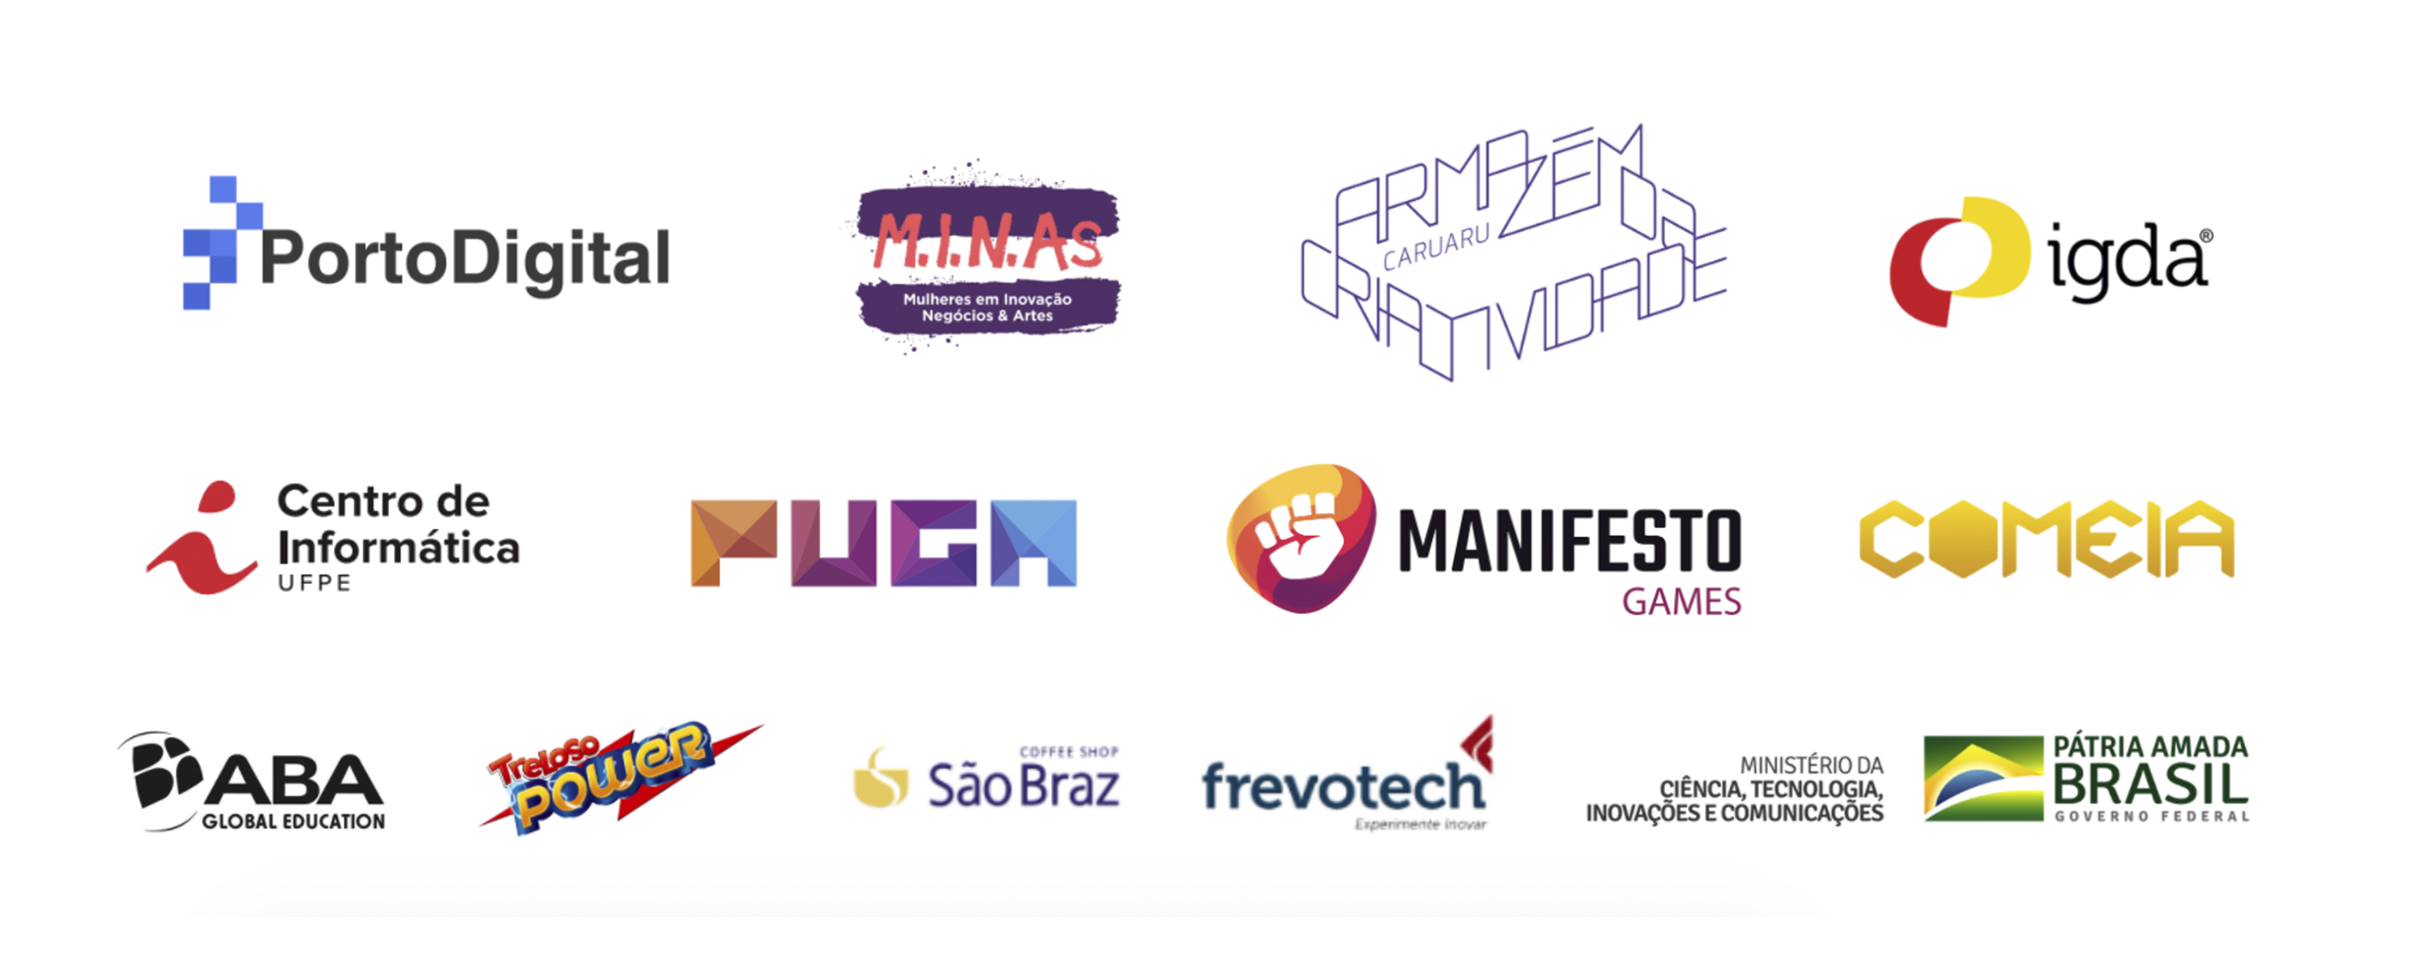 PortoDigital
M.I.N.As
Mulheres em Inovação
Negócios & Artes
ARMAZÉM DA
CARUARU
CRIATIVIDADE
igda®
Centro de
Informática
UFPE
PUGA
MANIFESTO
GAMES
COMEIA
ABA
GLOBAL EDUCATION
Treloso
POWER
COFFEE SHOP
São Braz
frevotech
Experimente Inovar
MINISTÉRIO DA
CIÊNCIA, TECNOLOGIA,
INOVAÇÕES E COMUNICAÇÕES
PÁTRIA AMADA
BRASIL
GOVERNO FEDERAL